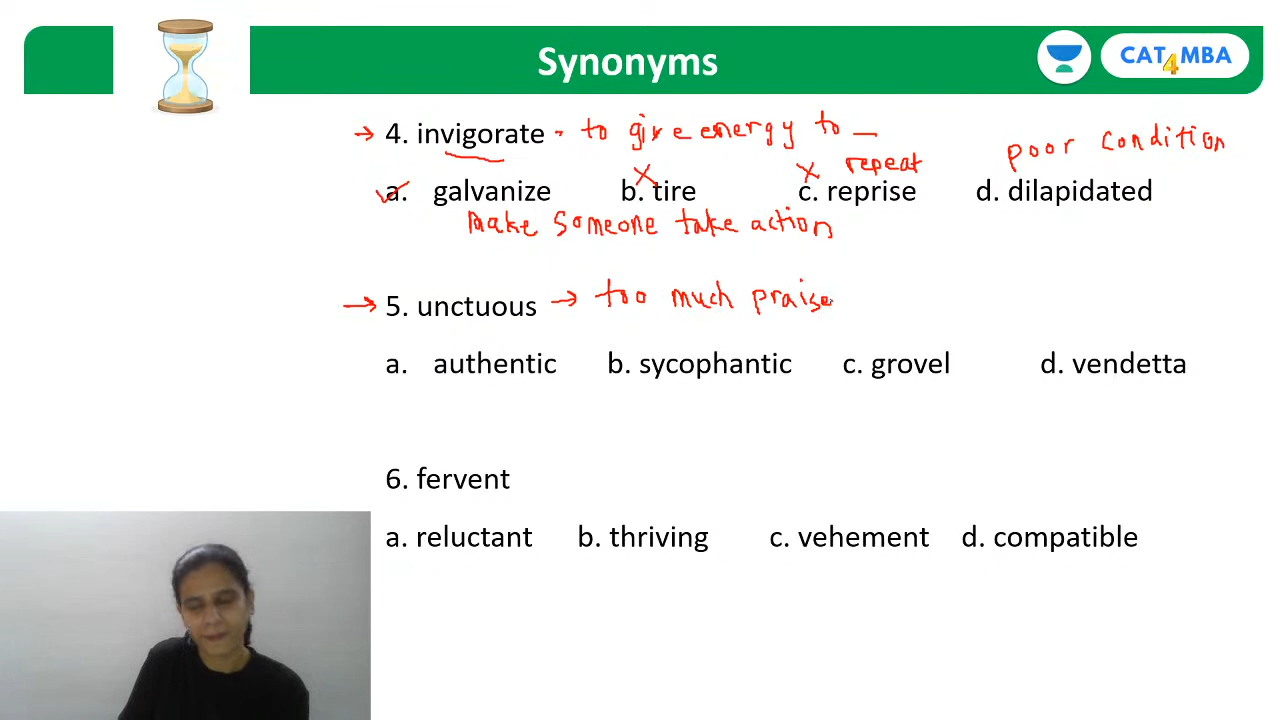 Synonyms
CAT4MBA
→ 4. invigorate - to give energy to —
repeat
poor condition
a. galvanize b. tire c. reprise d. dilapidated
make someone take action
→ 5. unctuous → too much praise
a. authentic b. sycophantic c. grovel d. vendetta
6. fervent
a. reluctant b. thriving c. vehement d. compatible